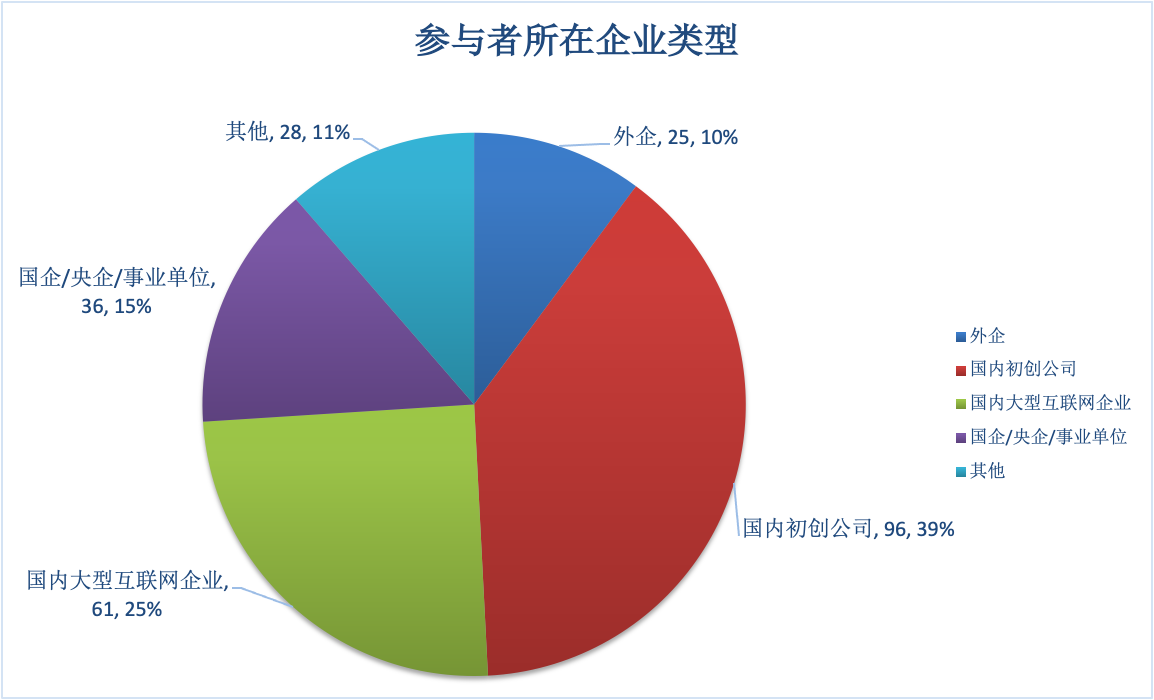 参与者所在企业类型
其他, 28, 11%
外企, 25, 10%
国企/央企/事业单位,
36, 15%
国内初创公司, 96, 39%
国内大型互联网企业,
61, 25%
外企
国内初创公司
国内大型互联网企业
国企/央企/事业单位
其他